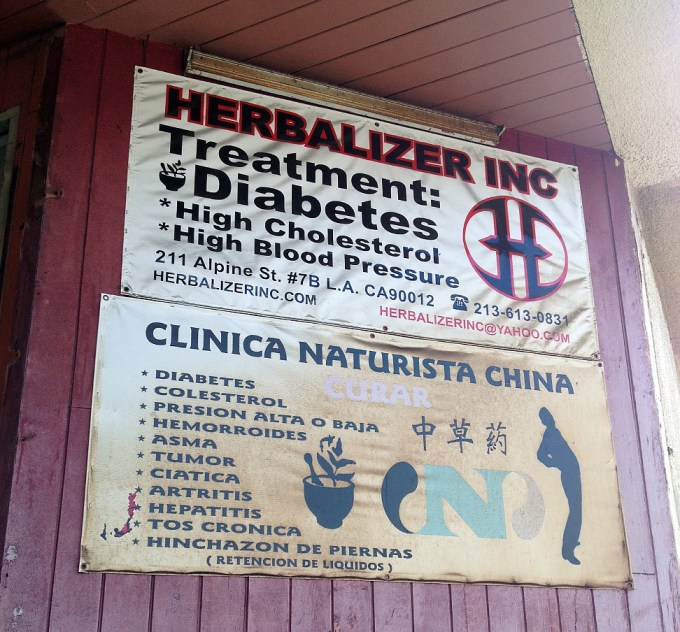 HERBALIZER INC
Treatment:
Diabetes
*High Cholesterol
*High Blood Pressure
H
211 Alpine St. #7B L.A. CA90012
213-613-0831
HERBALIZERINC.COM
HERBALIZERINC@YAHOO.COM
CLINICA NATURISTA CHINA
CURAR
* DIABETES
* COLESTEROL
* PRESION ALTA O BAJA
* HEMORROIDES
* ASMA
* TUMOR
* CIATICA
* ARTRITIS
* HEPATITIS
* TOS CRONICA
* HINCHAZON DE PIERNAS
( RETENCION DE LIQUIDOS )
中草葯
N